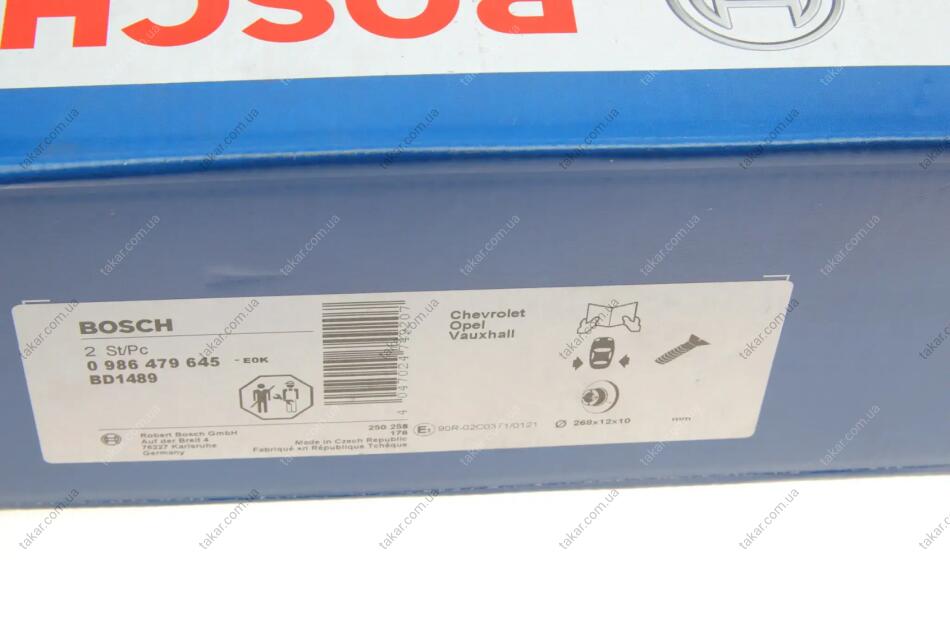 BOSCH
BOSCH
2 St/Pc
0 986 479 645 - E0K
BD1489
Robert Bosch GmbH
Auf der Breit 4
76227 Karlsruhe
Germany
250 258
176
Made in Czech Republic
Fabriqué en République Tchèque
Chevrolet
Opel
Vauxhall
E1 90R-02C0371/0121
Ø 268x12x10 mm
takar.com.ua